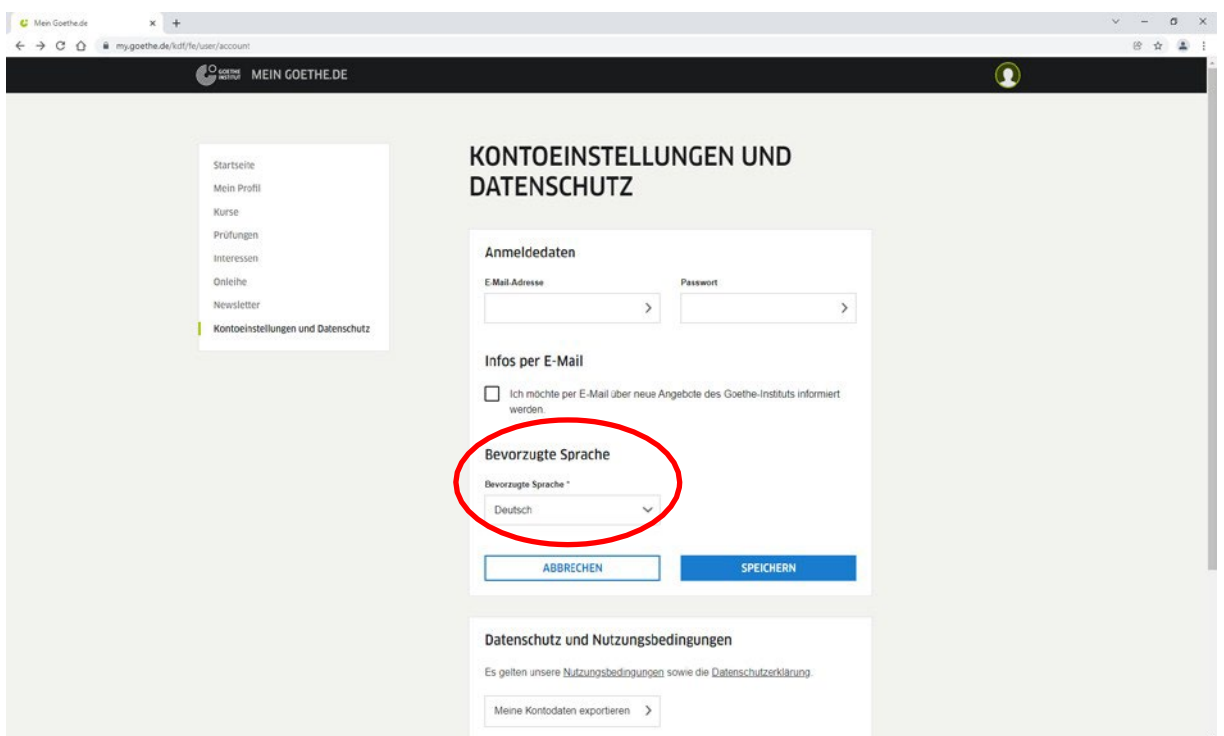 Mein Goethe.de
my.goethe.de/kdf/fe/user/account
GOETHE INSTITUT MEIN GOETHE.DE
Startseite
Mein Profil
Kurse
Prüfungen
Interessen
Onleihe
Newsletter
Kontoeinstellungen und Datenschutz
KONTOEINSTELLUNGEN UND
DATENSCHUTZ
Anmeldedaten
E-Mail-Adresse Passwort
Infos per E-Mail
Ich möchte per E-Mail über neue Angebote des Goethe-Instituts informiert
werden.
Bevorzugte Sprache
Bevorzugte Sprache *
Deutsch
ABBRECHEN SPEICHERN
Datenschutz und Nutzungsbedingungen
Es gelten unsere Nutzungsbedingungen sowie die Datenschutzerklärung.
Meine Kontodaten exportieren